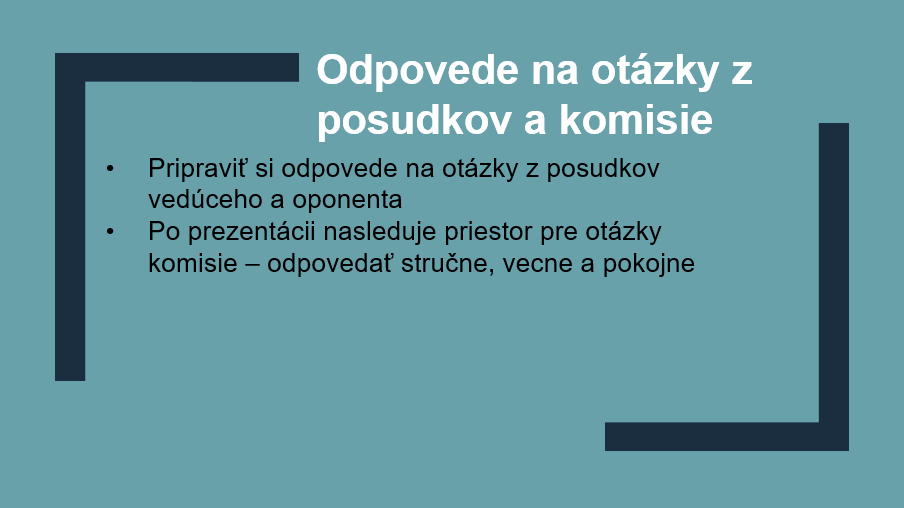 Odpovede na otázky z
posudkov a komisie
• Pripraviť si odpovede na otázky z posudkov
vedúceho a oponenta
• Po prezentácii nasleduje priestor pre otázky
komisie – odpovedať stručne, vecne a pokojne